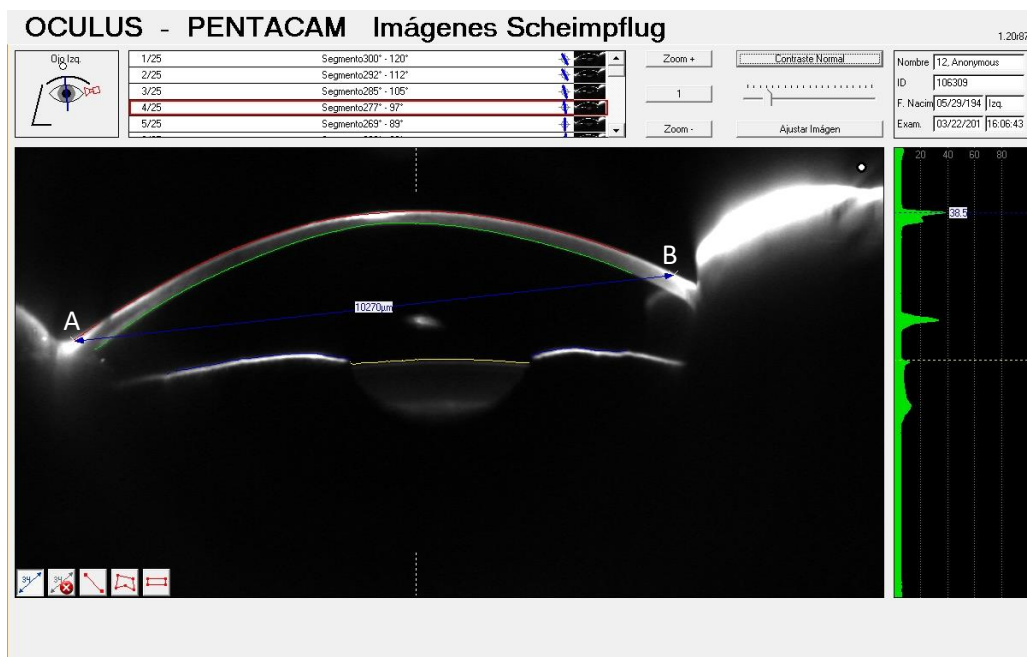 OCULUS - PENTACAM Imágenes Scheimpflug
1.20r87
Ojo Izq.
1/25 Segmento300° - 120°
2/25 Segmento292° - 112°
3/25 Segmento285° - 105°
4/25 Segmento277° - 97°
5/25 Segmento269° - 89°
Zoom +
1
Zoom -
Contraste Normal
Ajustar Imágen
Nombre 12, Anonymous
ID 106309
F. Nacim 05/29/194 Izq.
Exam. 03/22/201 16:06:43
20 40 60 80
38.5
A
B
10270µm